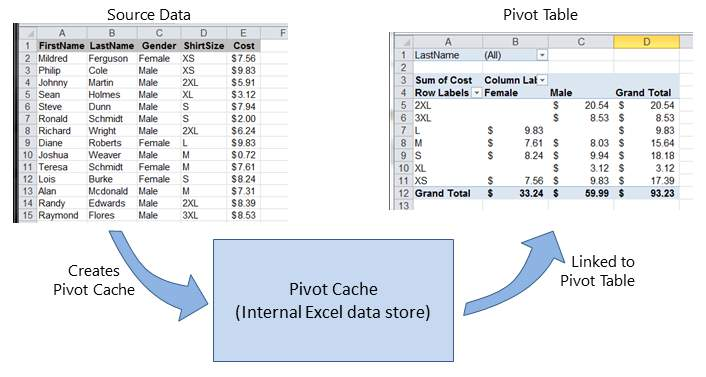 Source Data
Pivot Table
A B C D E F
1 FirstName LastName Gender ShirtSize Cost
2 Mildred Ferguson Female XS $7.56
3 Philip Cole Male XS $9.83
4 Johnny Martin Male 2XL $5.91
5 Sean Holmes Male XL $3.12
6 Steve Dunn Male S $7.94
7 Ronald Schmidt Male S $2.00
8 Richard Wright Male 2XL $6.24
9 Diane Roberts Female L $9.83
10 Joshua Weaver Male M $0.72
11 Teresa Schmidt Female M $7.61
12 Lois Burke Female S $8.24
13 Alan Mcdonald Male M $7.31
14 Randy Edwards Male 2XL $8.39
15 Raymond Flores Male 3XL $8.53
A B C D
1 LastName (All)
2
3 Sum of Cost Column Lab
4 Row Labels Female Male Grand Total
5 2XL $ 20.54 $ 20.54
6 3XL $ 8.53 $ 8.53
7 L $ 9.83 $ 9.83
8 M $ 7.61 $ 8.03 $ 15.64
9 S $ 8.24 $ 9.94 $ 18.18
10 XL $ 3.12 $ 3.12
11 XS $ 7.56 $ 9.83 $ 17.39
12 Grand Total $ 33.24 $ 59.99 $ 93.23
13
Creates
Pivot Cache
Pivot Cache
(Internal Excel data store)
Linked to
Pivot Table